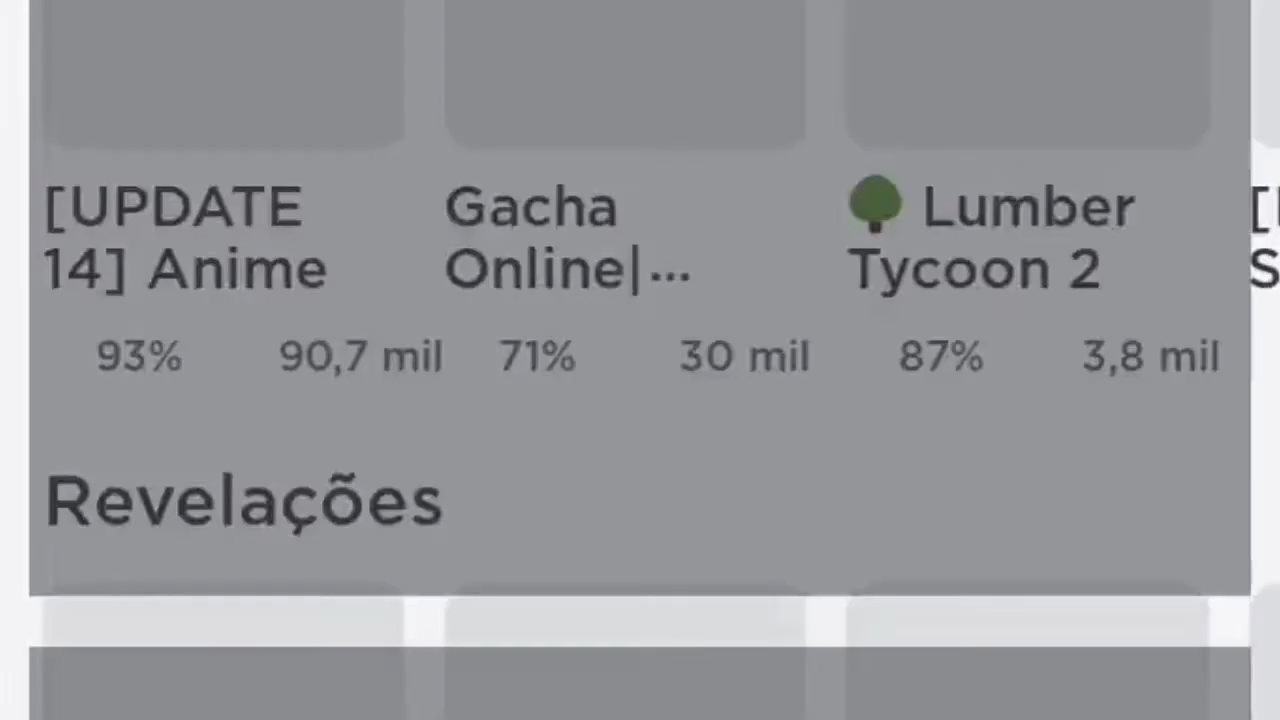 [UPDATE
14] Anime
93% 90,7 mil
Gacha
Online|...
71% 30 mil
🌳 Lumber
Tycoon 2
87% 3,8 mil
Revelações